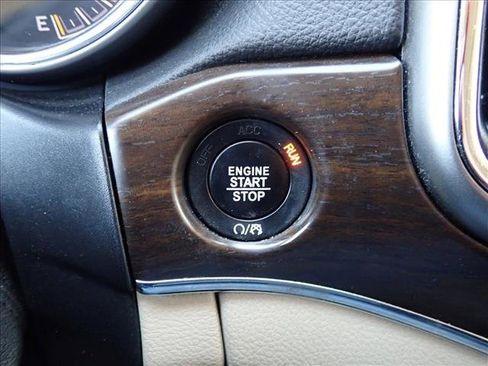 E
ACC
OFF
RUN
ENGINE
START
STOP